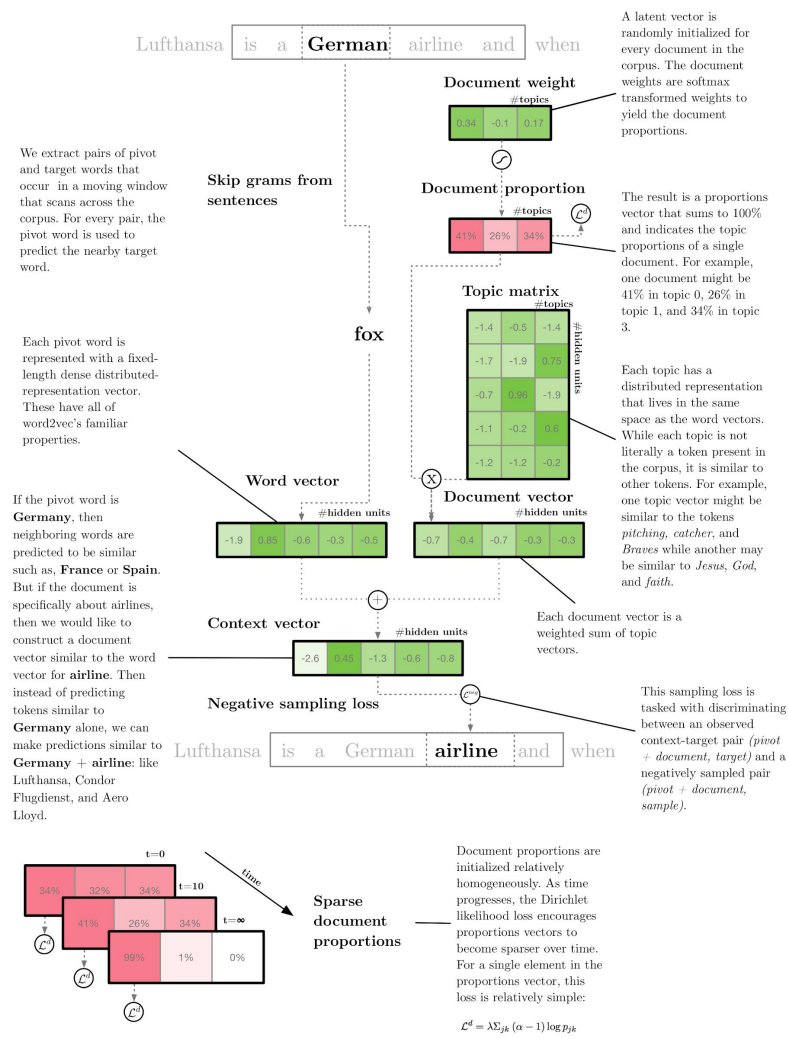 Lufthansa is a German airline and when
A latent vector is
randomly initialized for
every document in the
corpus. The document
weights are softmax
transformed weights to
yield the document
proportions.
Document weight
#topics
0.34 -0.1 0.17
We extract pairs of pivot
and target words that
occur in a moving window
that scans across the
corpus. For every pair, the
pivot word is used to
predict the nearby target
word.
Skip grams from
sentences
Document proportion
#topics
ℒᵈ
41% 26% 34%
The result is a proportions
vector that sums to 100%
and indicates the topic
proportions of a single
document. For example,
one document might be
41% in topic 0, 26% in
topic 1, and 34% in topic
3.
Topic matrix
#topics
#hidden units
-1.4 -0.5 -1.4
-1.7 -1.9 0.75
-0.7 0.96 -1.9
-1.1 -0.2 0.6
-1.2 -1.2 -0.2
fox
Each pivot word is
represented with a fixed-
length dense distributed-
representation vector.
These have all of
word2vec's familiar
properties.
Each topic has a
distributed representation
that lives in the same
space as the word vectors.
While each topic is not
literally a token present in
the corpus, it is similar to
other tokens. For example,
one topic vector might be
similar to the tokens
pitching, catcher, and
Braves while another may
be similar to Jesus, God,
and faith.
X
Word vector
#hidden units
-1.9 0.85 -0.6 -0.3 -0.5
Document vector
#hidden units
-0.7 -0.4 -0.7 -0.3 -0.3
If the pivot word is
Germany, then
neighboring words are
predicted to be similar
such as, France or Spain.
But if the document is
specifically about airlines,
then we would like to
construct a document
vector similar to the word
vector for airline. Then
instead of predicting
tokens similar to
Germany alone, we can
make predictions similar to
Germany + airline: like
Lufthansa, Condor
Flugdienst, and Aero
Lloyd.
+
Each document vector is a
weighted sum of topic
vectors.
Context vector
#hidden units
-2.6 0.45 -1.3 -0.6 -0.8
Negative sampling loss
ℒⁿᵉᵍ
This sampling loss is
tasked with discriminating
between an observed
context-target pair (pivot
+ document, target) and a
negatively sampled pair
(pivot + document,
sample).
Lufthansa is a German airline and when
t=0
34% 32% 34%
t=10
41% 26% 34%
t=∞
99% 1% 0%
ℒᵈ
ℒᵈ
ℒᵈ
time
Sparse
document
proportions
Document proportions are
initialized relatively
homogeneously. As time
progresses, the Dirichlet
likelihood loss encourages
proportions vectors to
become sparser over time.
For a single element in the
proportions vector, this
loss is relatively simple:
ℒᵈ = λΣⱼₖ (α − 1) log pⱼₖ